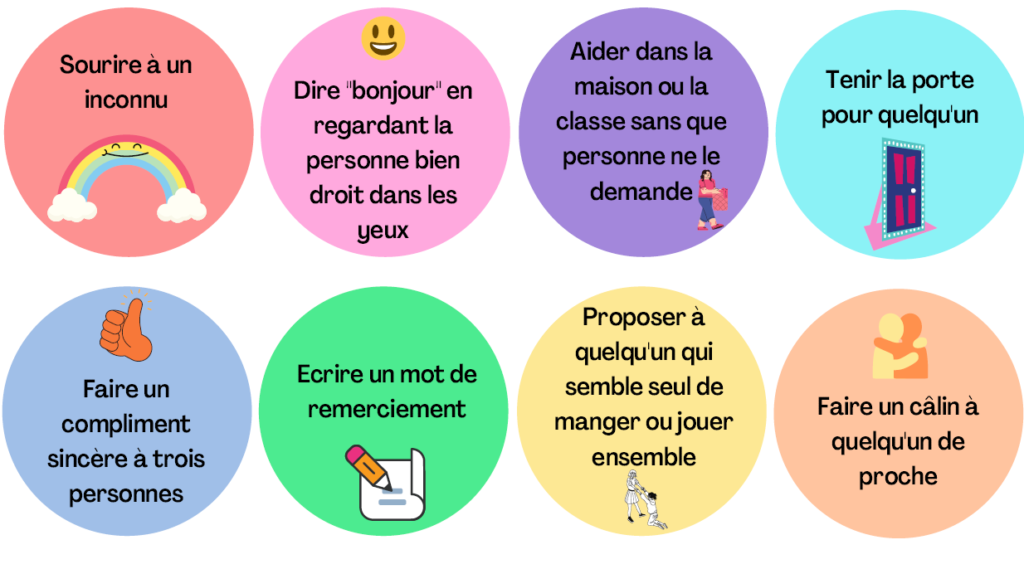 Sourire à un
inconnu
Dire "bonjour" en
regardant la
personne bien
droit dans les
yeux
Aider dans la
maison ou la
classe sans que
personne ne le
demande
Tenir la porte
pour quelqu'un
Faire un
compliment
sincère à trois
personnes
Ecrire un mot de
remerciement
Proposer à
quelqu'un qui
semble seul de
manger ou jouer
ensemble
Faire un câlin à
quelqu'un de
proche